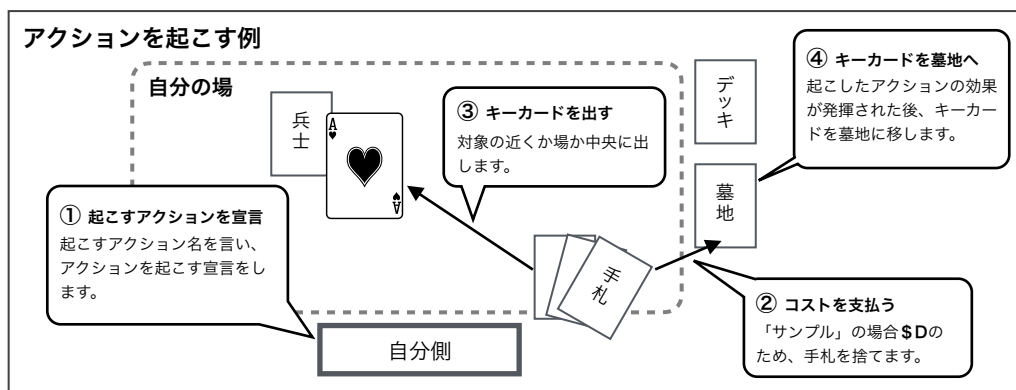 アクションを起こす例
自分の場
兵士
A
A
③ キーカードを出す
対象の近くか場か中央に出
します。
デッキ
④ キーカードを墓地へ
起こしたアクションの効果
が発揮された後、キーカー
ドを墓地に移します。
墓地
① 起こすアクションを宣言
起こすアクション名を言い、
アクションを起こす宣言をし
ます。
手札
② コストを支払う
「サンプル」の場合$Dの
ため、手札を捨てます。
自分側